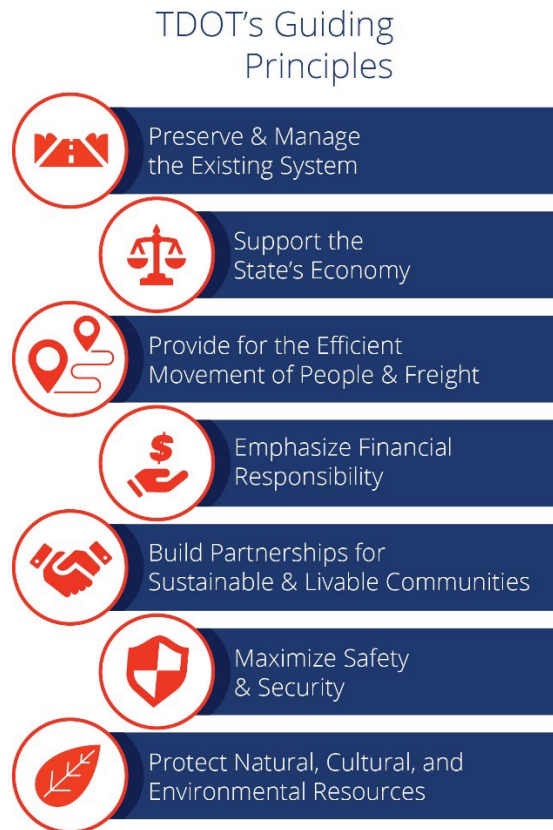 TDOT's Guiding
Principles
Preserve & Manage
the Existing System
Support the
State's Economy
Provide for the Efficient
Movement of People & Freight
$
Emphasize Financial
Responsibility
Build Partnerships for
Sustainable & Livable Communities
Maximize Safety
& Security
Protect Natural, Cultural, and
Environmental Resources